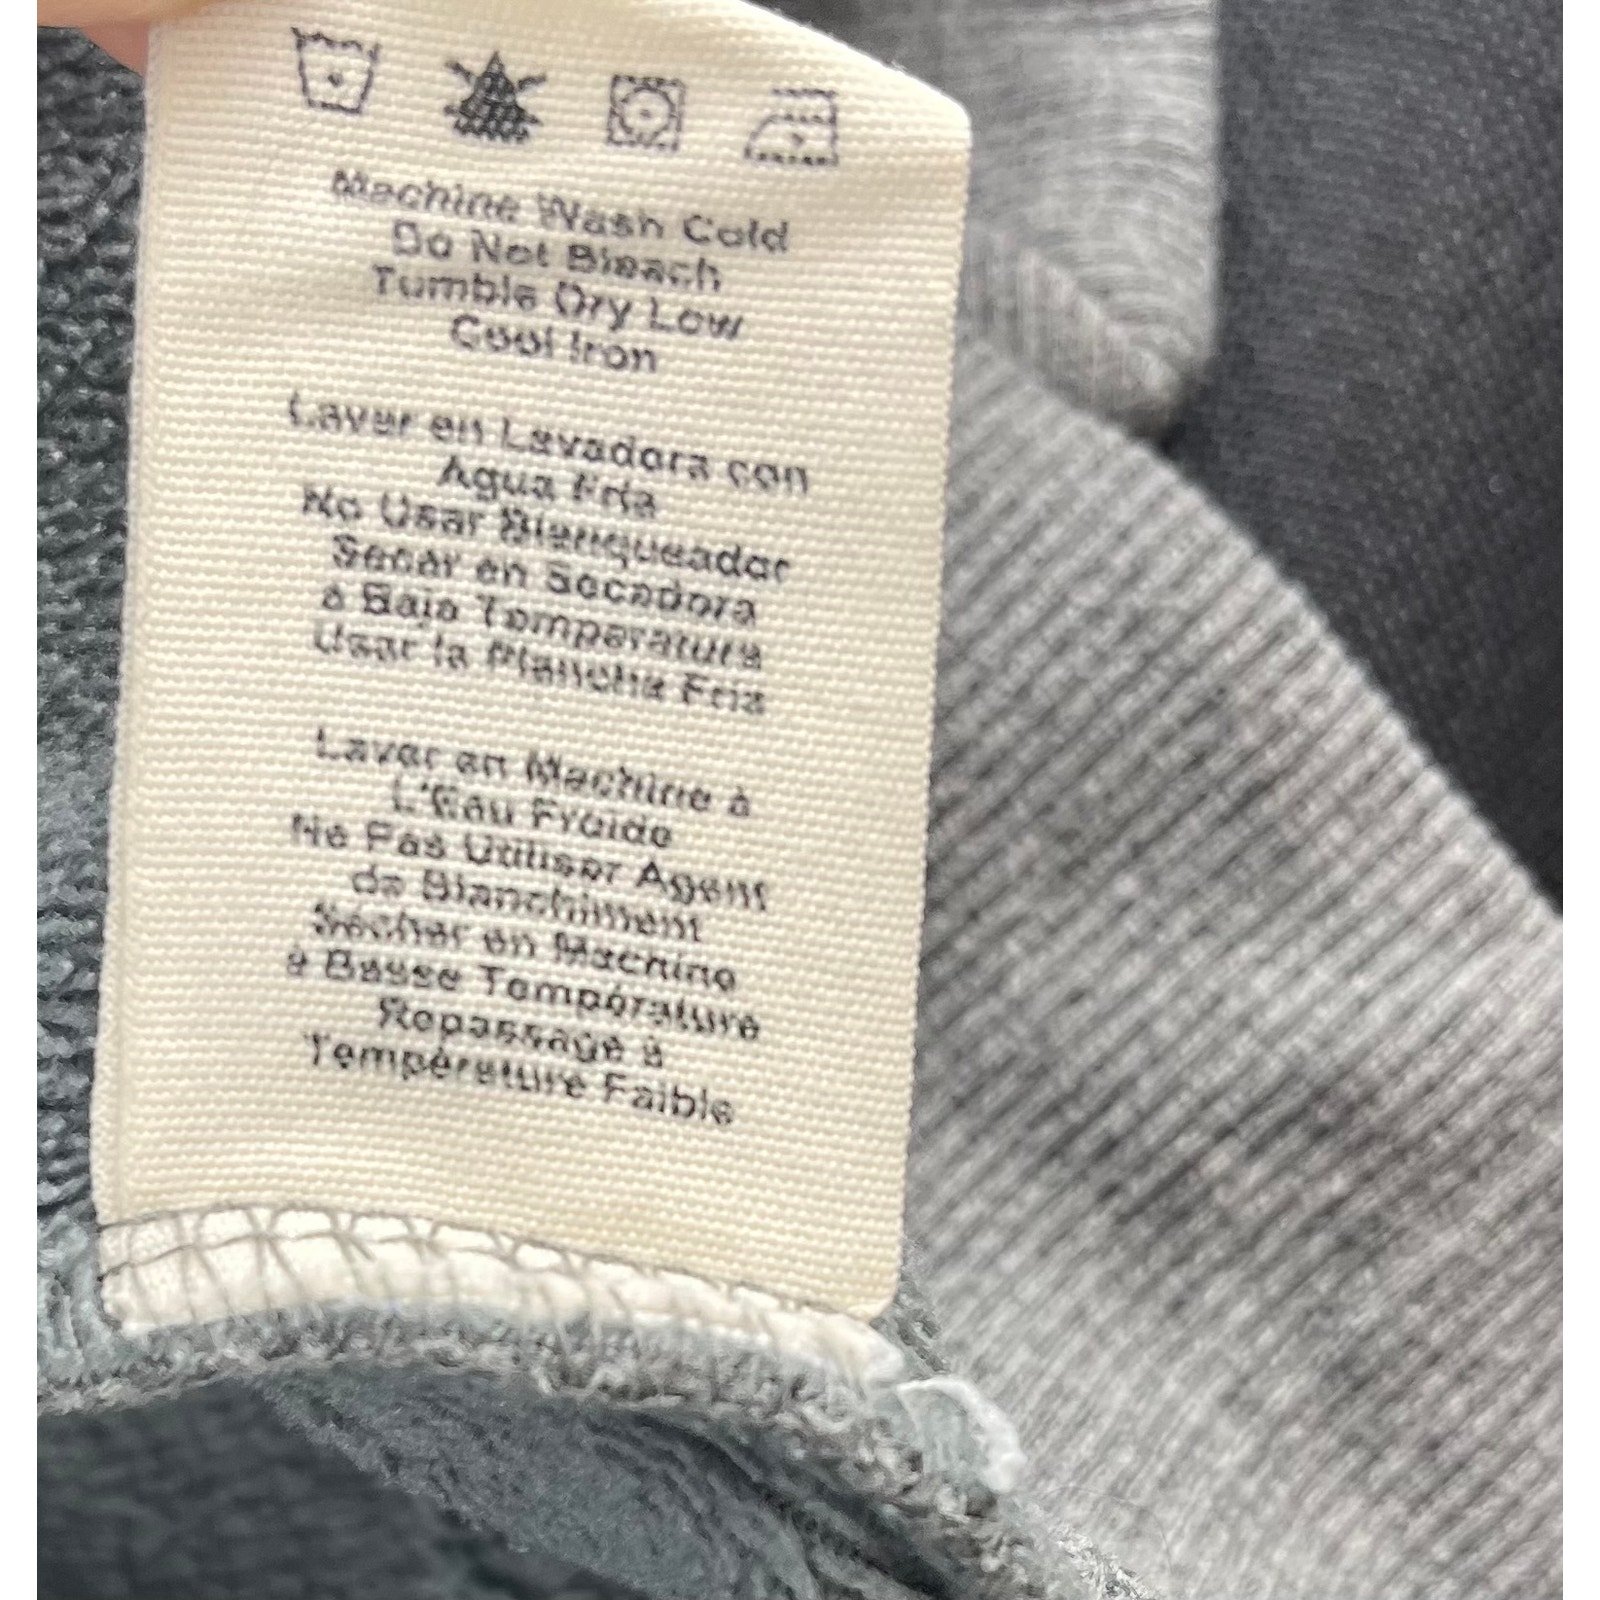 Machine Wash Cold
Do Not Bleach
Tumble Dry Low
Cool Iron
Lavar en Lavadora con
Agua Fria
No Usar Blanqueador
Secar en Secadora
a Baja Temperatura
Usar la Plancha Fria
Laver en Machine à
L'Eau Froide
Ne Pas Utiliser Agent
de Blanchiment
Sécher en Machine
à Basse Température
Repassage à
Température Faible